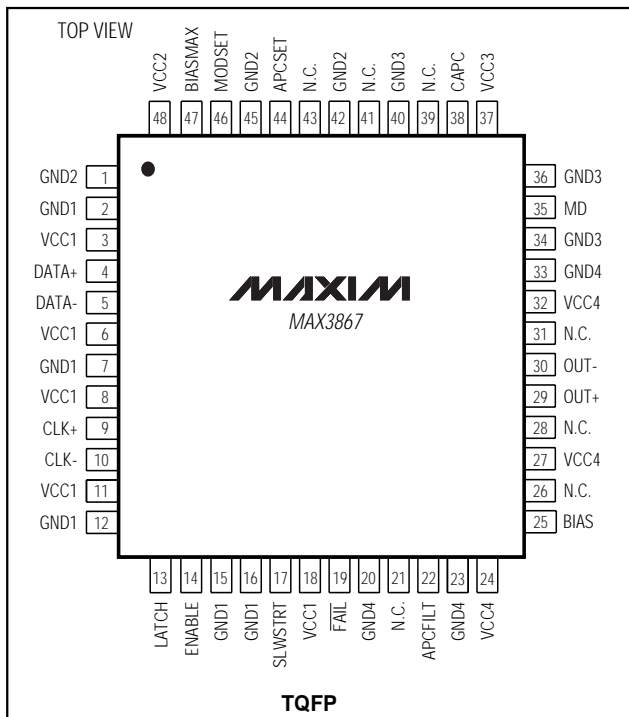 TOP VIEW
VCC2
BIASMAX
MODSET
GND2
APCSET
N.C.
GND2
N.C.
GND3
N.C.
CAPC
VCC3
48 47 46 45 44 43 42 41 40 39 38 37
GND2 1
GND1 2
VCC1 3
DATA+ 4
DATA- 5
VCC1 6
GND1 7
VCC1 8
CLK+ 9
CLK- 10
VCC1 11
GND1 12
MAXIM
MAX3867
36 GND3
35 MD
34 GND3
33 GND4
32 VCC4
31 N.C.
30 OUT-
29 OUT+
28 N.C.
27 VCC4
26 N.C.
25 BIAS
13 14 15 16 17 18 19 20 21 22 23 24
LATCH
ENABLE
GND1
GND1
SLWSTRT
VCC1
FAIL
GND4
N.C.
APCFILT
GND4
VCC4
TQFP